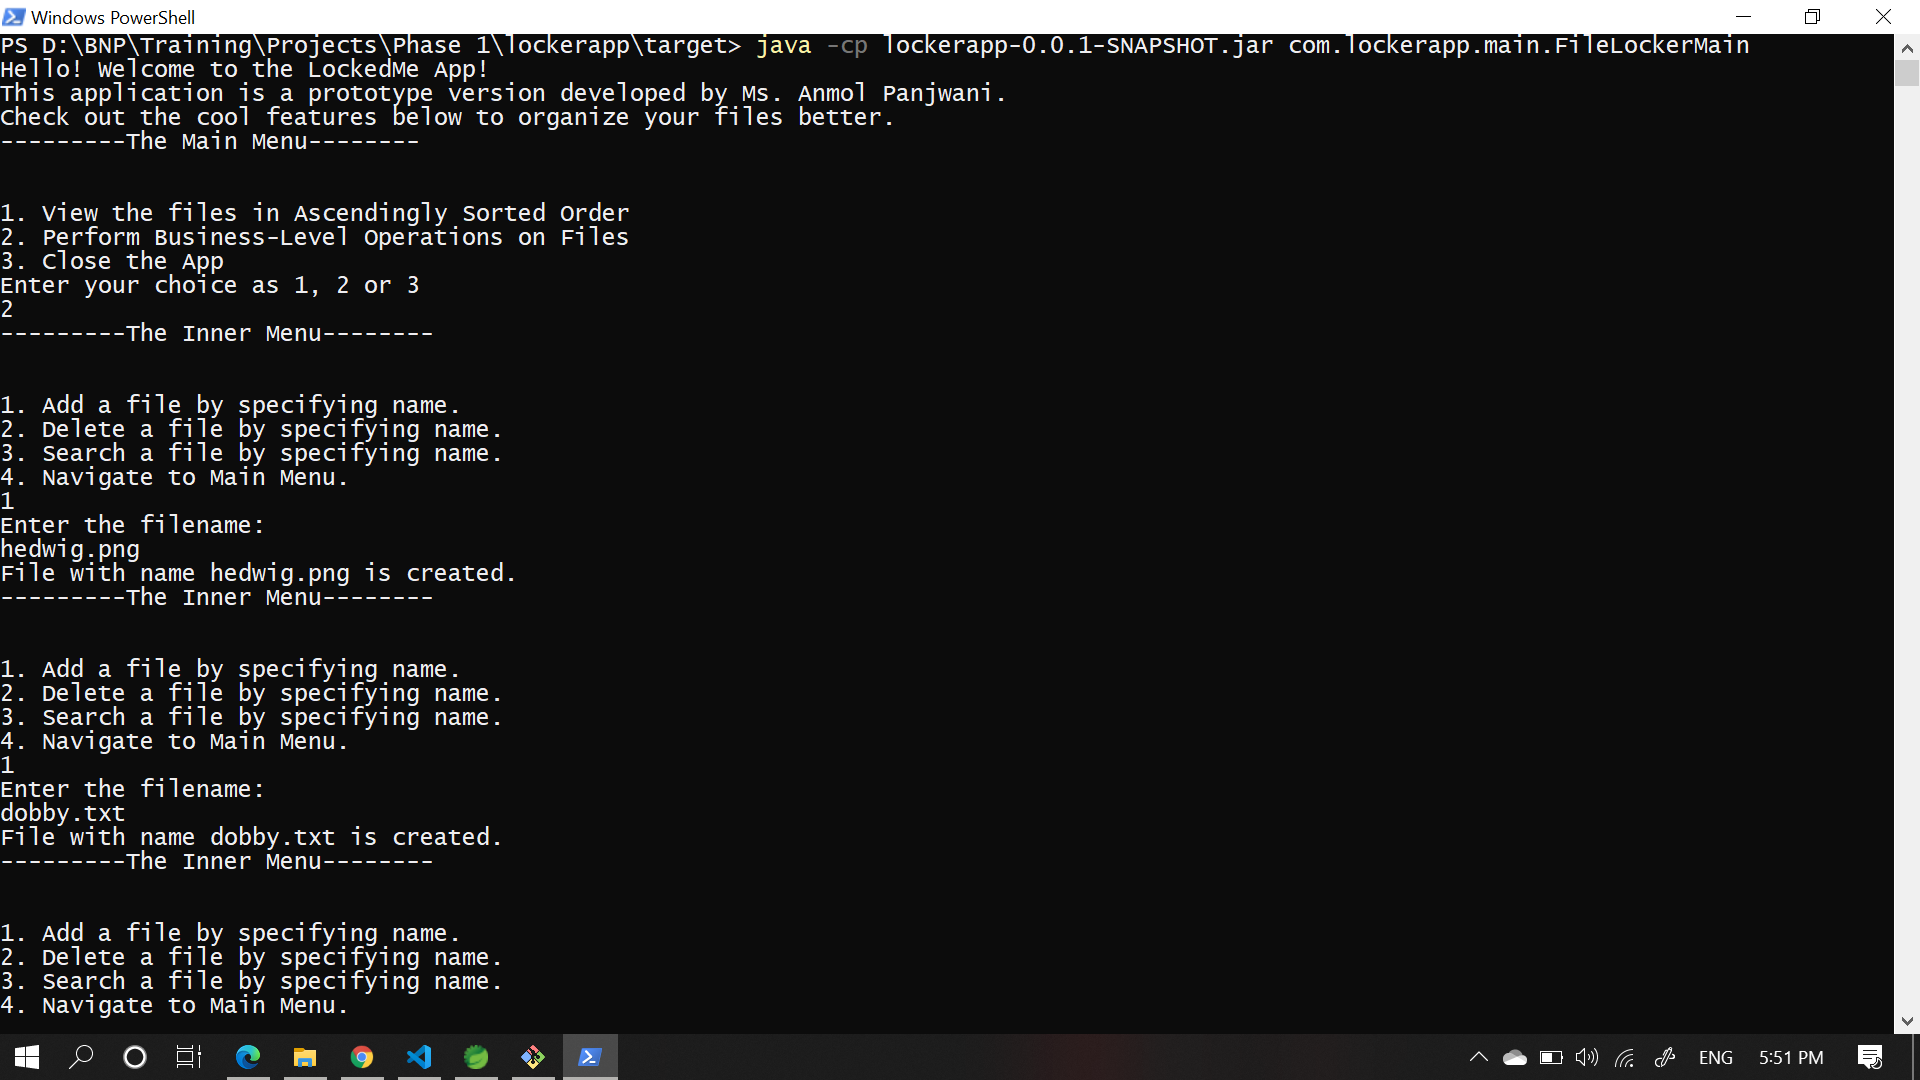 Windows PowerShell
PS D:\BNP\Training\Projects\Phase 1\lockerapp\target> java -cp lockerapp-0.0.1-SNAPSHOT.jar com.lockerapp.main.FileLockerMain
Hello! Welcome to the LockedMe App!
This application is a prototype version developed by Ms. Anmol Panjwani.
Check out the cool features below to organize your files better.
---------The Main Menu--------
1. View the files in Ascendingly Sorted Order
2. Perform Business-Level Operations on Files
3. Close the App
Enter your choice as 1, 2 or 3
2
---------The Inner Menu--------
1. Add a file by specifying name.
2. Delete a file by specifying name.
3. Search a file by specifying name.
4. Navigate to Main Menu.
1
Enter the filename:
hedwig.png
File with name hedwig.png is created.
---------The Inner Menu--------
1. Add a file by specifying name.
2. Delete a file by specifying name.
3. Search a file by specifying name.
4. Navigate to Main Menu.
1
Enter the filename:
dobby.txt
File with name dobby.txt is created.
---------The Inner Menu--------
1. Add a file by specifying name.
2. Delete a file by specifying name.
3. Search a file by specifying name.
4. Navigate to Main Menu.
ENG 5:51 PM